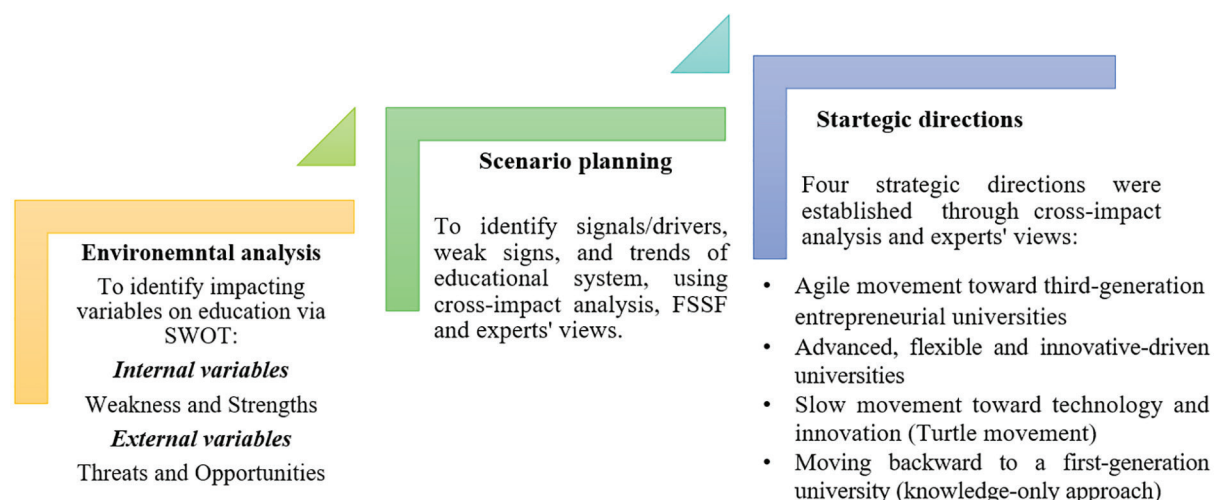 Environemntal analysis
To identify impacting
variables on education via
SWOT:
Internal variables
Weakness and Strengths
External variables
Threats and Opportunities
Scenario planning
To identify signals/drivers,
weak signs, and trends of
educational system, using
cross-impact analysis, FSSF
and experts' views.
Startegic directions
Four strategic directions were
established through cross-impact
analysis and experts' views:
• Agile movement toward third-generation
entrepreneurial universities
• Advanced, flexible and innovative-driven
universities
• Slow movement toward technology and
innovation (Turtle movement)
• Moving backward to a first-generation
university (knowledge-only approach)